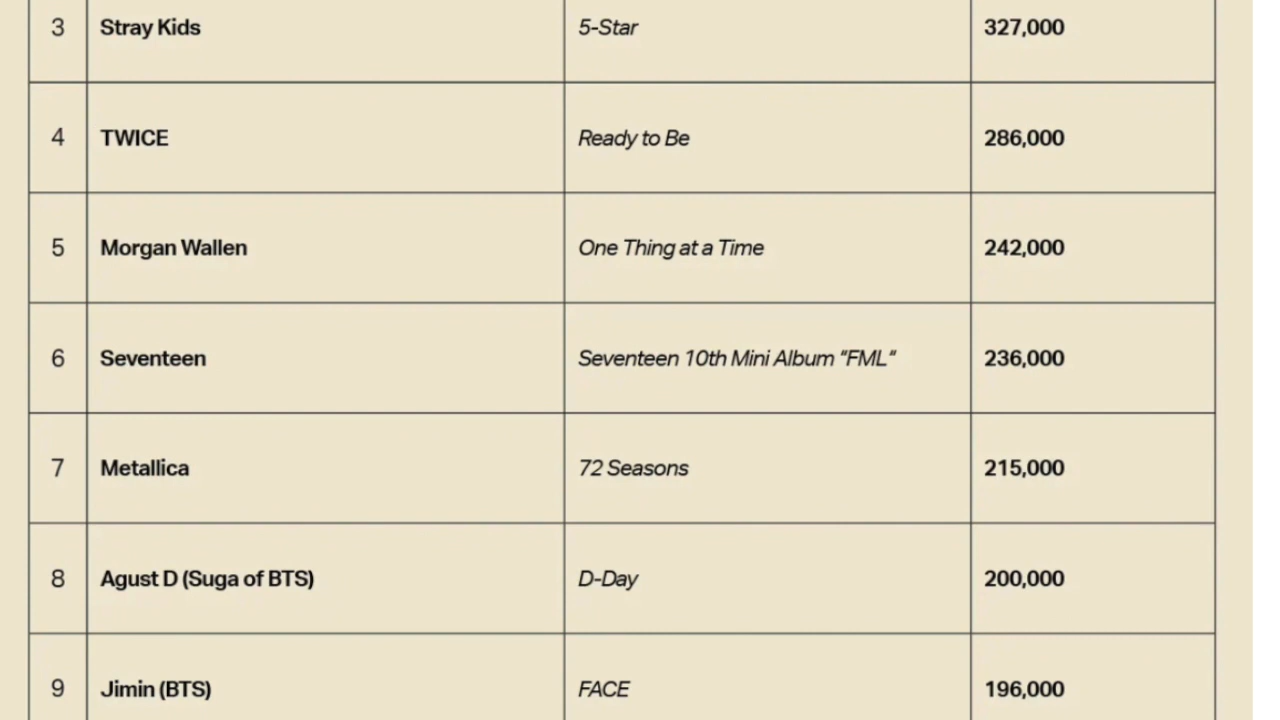 3 Stray Kids 5-Star 327,000
4 TWICE Ready to Be 286,000
5 Morgan Wallen One Thing at a Time 242,000
6 Seventeen Seventeen 10th Mini Album "FML" 236,000
7 Metallica 72 Seasons 215,000
8 Agust D (Suga of BTS) D-Day 200,000
9 Jimin (BTS) FACE 196,000